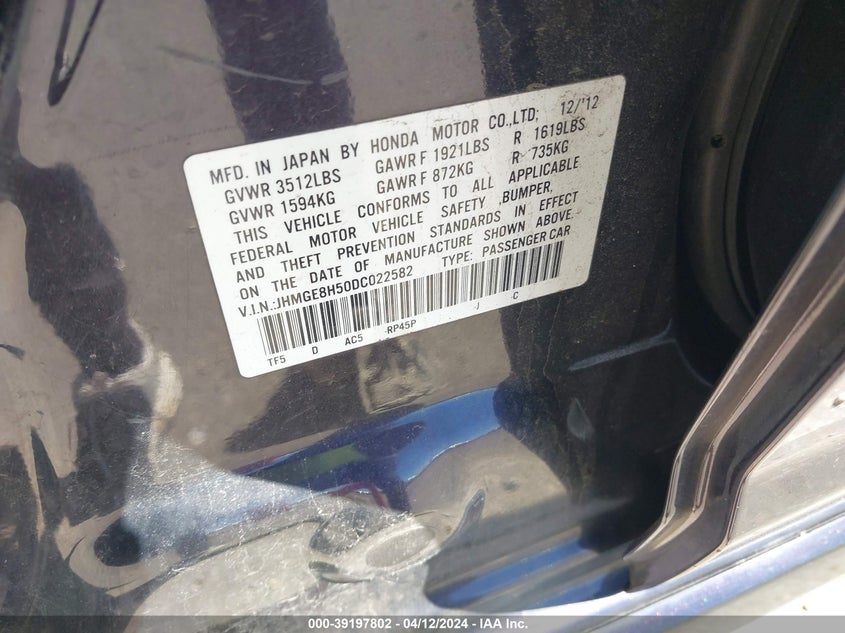 MFD. IN JAPAN BY HONDA MOTOR CO.,LTD; 12/'12
GVWR 3512LBS GAWR F 1921LBS R 1619LBS
GVWR 1594KG GAWR F 872KG R 735KG
THIS VEHICLE CONFORMS TO ALL APPLICABLE
FEDERAL MOTOR VEHICLE SAFETY ,BUMPER,
AND THEFT PREVENTION STANDARDS IN EFFECT
ON THE DATE OF MANUFACTURE SHOWN ABOVE.
V.I.N.:JHMGE8H50DC022582 TYPE: PASSENGER CAR
TF5 D AC5 RP45P J C
000-39197802 - 04/12/2024 - IAA Inc.